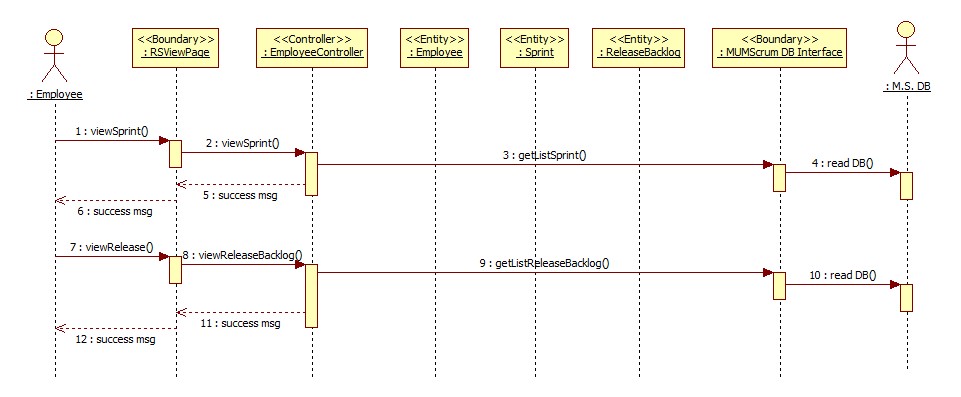 <<Boundary>>
: RSViewPage
<<Controller>>
: EmployeeController
<<Entity>>
: Employee
<<Entity>>
: Sprint
<<Entity>>
: ReleaseBacklog
<<Boundary>>
: MUMScrum DB Interface
: Employee
: M.S. DB
1 : viewSprint()
2 : viewSprint()
3 : getListSprint()
4 : read DB()
5 : success msg
6 : success msg
7 : viewRelease()
8 : viewReleaseBacklog()
9 : getListReleaseBacklog()
10 : read DB()
11 : success msg
12 : success msg